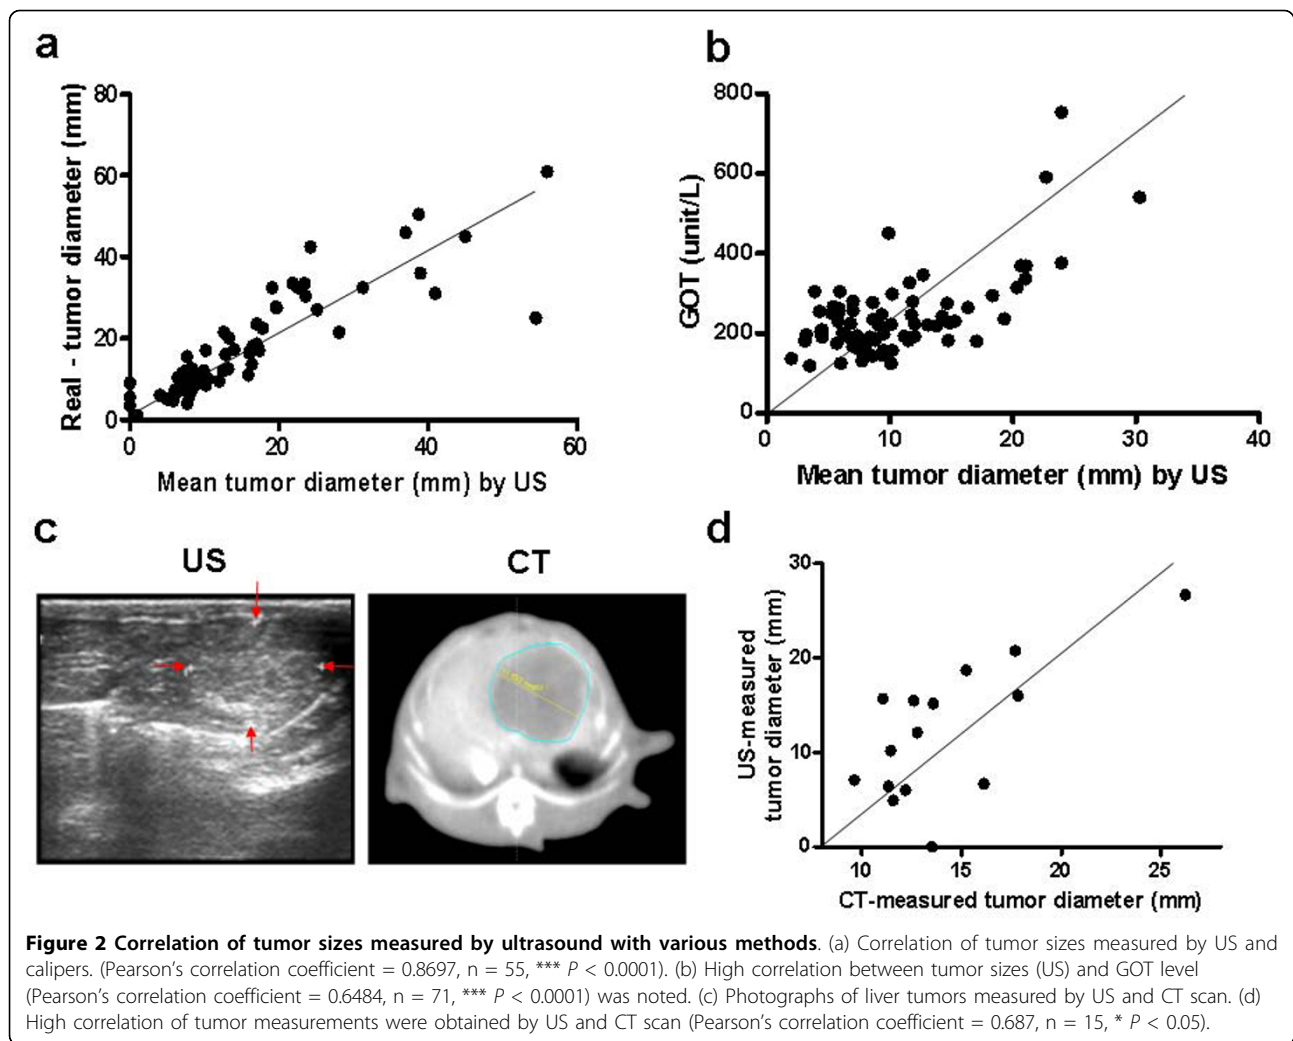 a
Real - tumor diameter (mm)
80
60
40
20
0
0 20 40 60
Mean tumor diameter (mm) by US
b
GOT (unit/L)
800
600
400
200
0
0 10 20 30 40
Mean tumor diameter (mm) by US
c
US
CT
d
US-measured
tumor diameter (mm)
30
20
10
0
10 15 20 25
CT-measured tumor diameter (mm)
Figure 2 Correlation of tumor sizes measured by ultrasound with various methods. (a) Correlation of tumor sizes measured by US and
calipers. (Pearson's correlation coefficient = 0.8697, n = 55, *** P < 0.0001). (b) High correlation between tumor sizes (US) and GOT level
(Pearson's correlation coefficient = 0.6484, n = 71, *** P < 0.0001) was noted. (c) Photographs of liver tumors measured by US and CT scan. (d)
High correlation of tumor measurements were obtained by US and CT scan (Pearson's correlation coefficient = 0.687, n = 15, * P < 0.05).